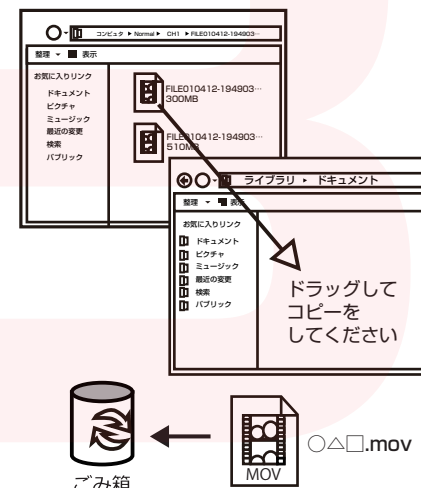 コンピュタ ▶ Normal ▶ CH1 ▶ FILE010412-194903…
整理 表示
お気に入りリンク
ドキュメント
ピクチャ
ミュージック
最近の変更
検索
パブリック
FILE010412-194903…
300MB
FILE010412-194903…
510MB
ライブラリ ▶ ドキュメント
整理 表示
お気に入りリンク
ドキュメント
ピクチャ
ミュージック
最近の変更
検索
パブリック
ドラッグして
コピーを
してください
ごみ箱
MOV
○△□.mov